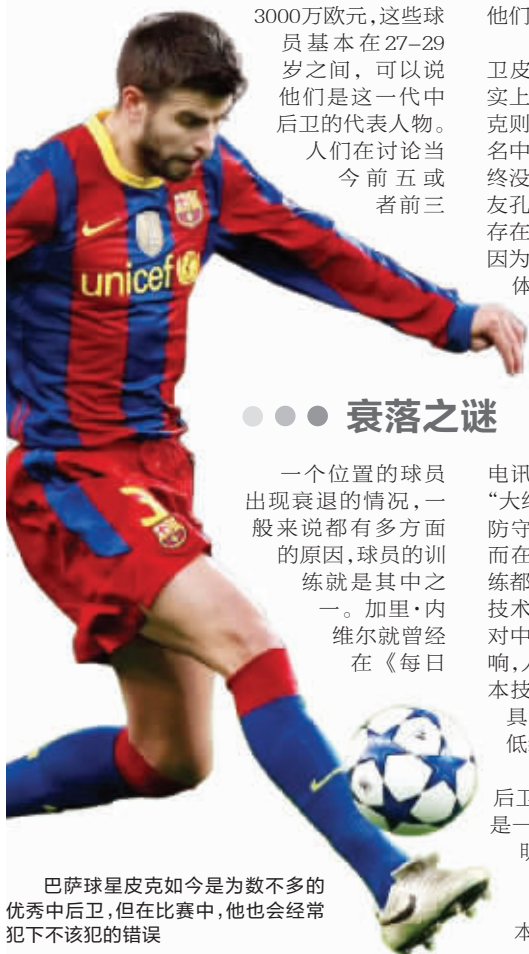 3000万欧元,这些球
员基本在27–29
岁之间，可以说
他们是这一代中
后卫的代表人物。
人们在讨论当
今前五或
者前三
他们
卫皮
实上
克则
名中
终没
友孔
存在
因为
体
unicef
3
衰落之谜
一个位置的球员
出现衰退的情况,一
般来说都有多方面
的原因,球员的训
练就是其中之
一。加里·内
维尔就曾经
在《每日
电讯
“大
防守
而在
练都
技术
对中
响,
本技
具
低
后卫
是一
本
巴萨球星皮克如今是为数不多的
优秀中后卫,但在比赛中,他也会经常
犯下不该犯的错误